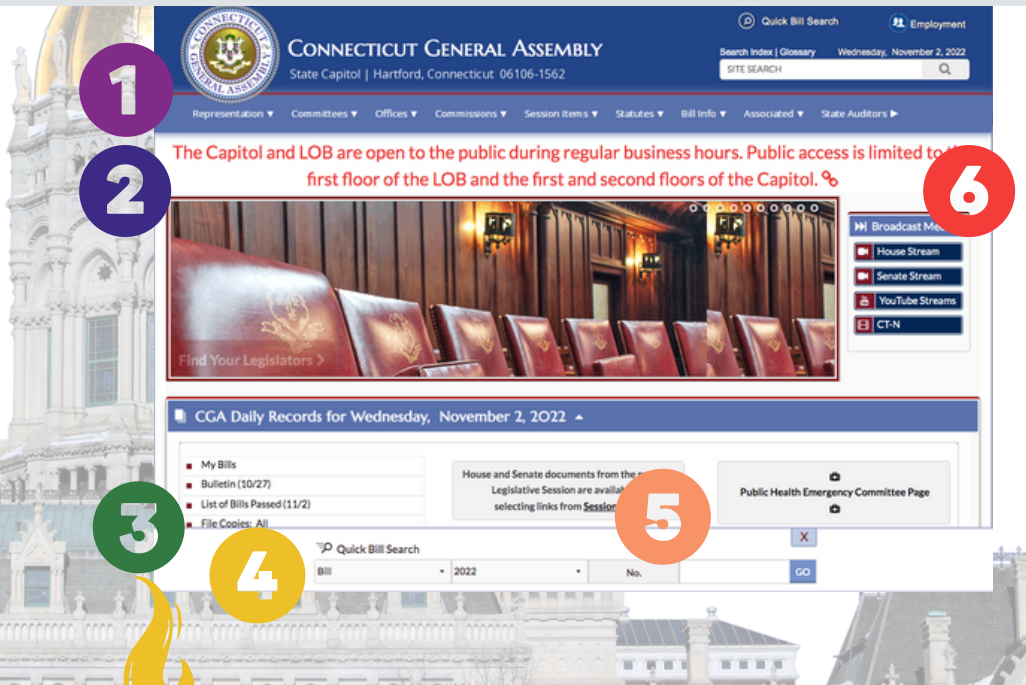 CONNECTICUT
GENERAL ASSEMBLY
CONNECTICUT GENERAL ASSEMBLY
State Capitol | Hartford, Connecticut 06106-1562
Quick Bill Search
Employment
Search Index | Glossary
Wednesday, November 2, 2022
SITE SEARCH
1
Representation ▼ Committees ▼ Offices ▼ Commissions ▼ Session Items ▼ Statutes ▼ Bill Info ▼ Associated ▼ State Auditors ▶
The Capitol and LOB are open to the public during regular business hours. Public access is limited to
first floor of the LOB and the first and second floors of the Capitol.
2
6
Broadcast
House Stream
Senate Stream
YouTube Streams
CT-N
Find Your Legislators >
CGA Daily Records for Wednesday, November 2, 2022
My Bills
Bulletin (10/27)
List of Bills Passed (11/2)
File Copies: All
House and Senate documents from the
Legislative Session are
selecting links from Session
Public Health Emergency Committee Page
3
4
5
X
Quick Bill Search
Bill 2022 No. GO